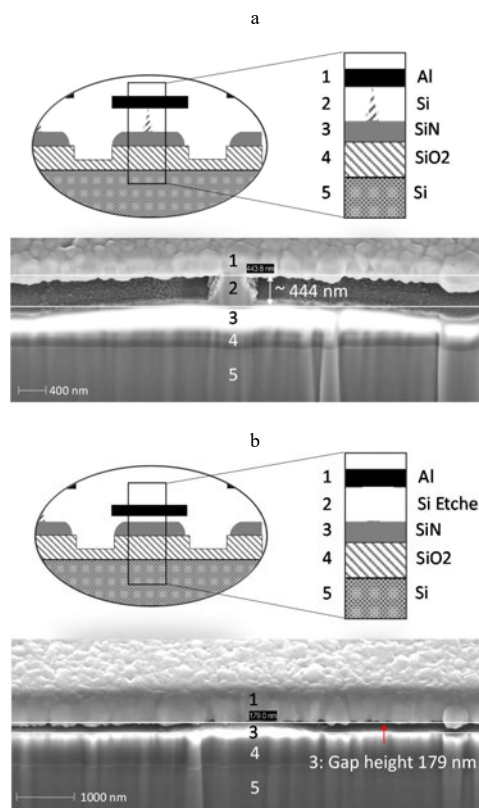 a
1 Al
2 Si
3 SiN
4 SiO2
5 Si
1
443.8 nm
2 ~ 444 nm
3
4
5
400 nm
b
1 Al
2 Si Etche
3 SiN
4 SiO2
5 Si
1
179.0 nm
3
4 3: Gap height 179 nm
5
1000 nm